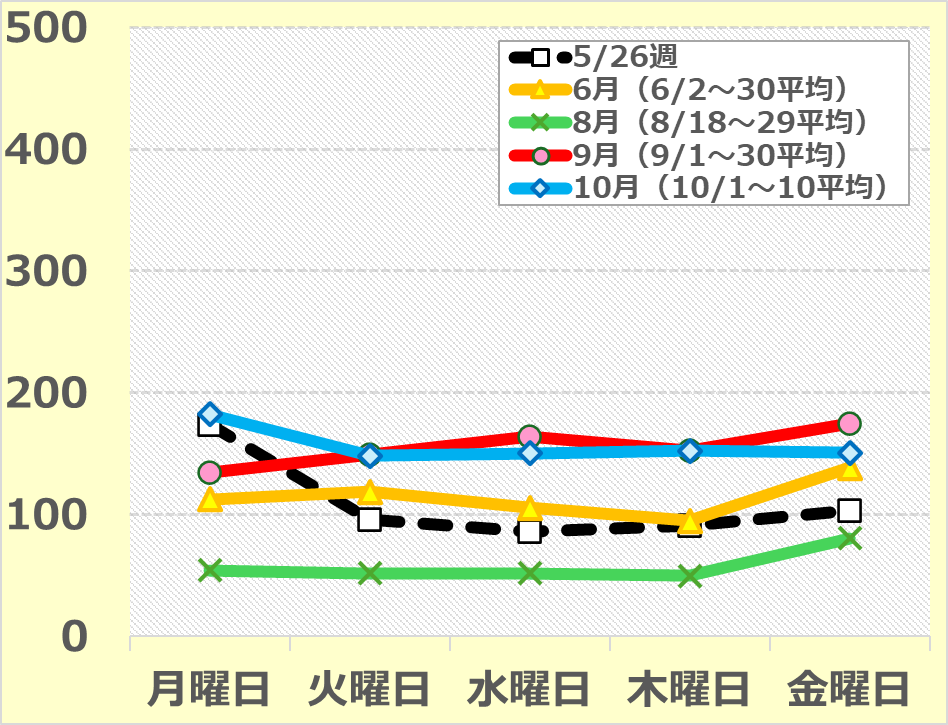 500
400
300
200
100
0
5/26週
6月（6/2～30平均）
8月（8/18～29平均）
9月（9/1～30平均）
10月（10/1～10平均）
月曜日 火曜日 水曜日 木曜日 金曜日